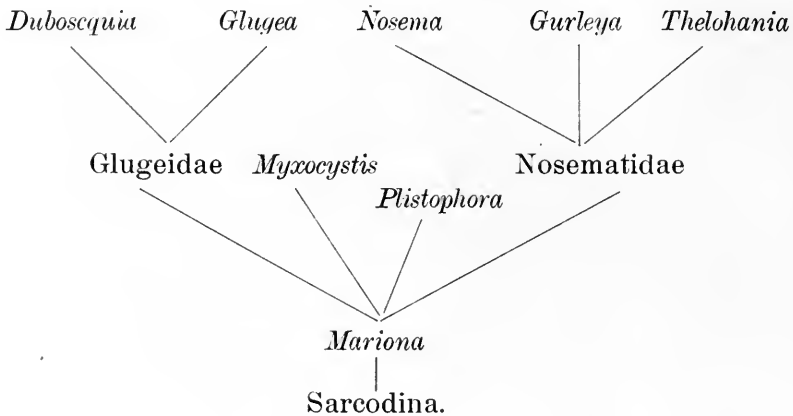 Duboscquia Glugea Nosema Gurleya Thelohania
Glugeidae Myxocystis Nosematidae
Plistophora
Mariona
Sarcodina.